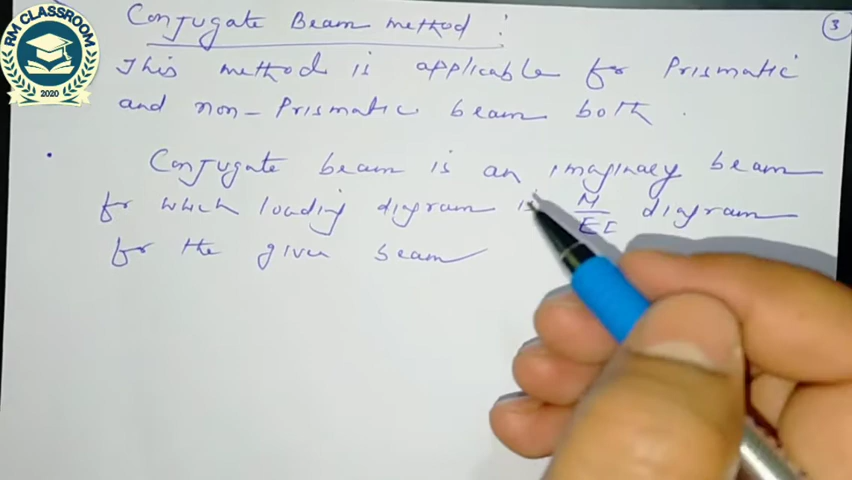 RM CLASSROOM
2020
3
Conjugate Beam method :
This method is applicable for Prismatic
and non-Prismatic beam both .
Conjugate beam is an imaginary beam
for which loading diagram is M/EI diagram
for the given beam